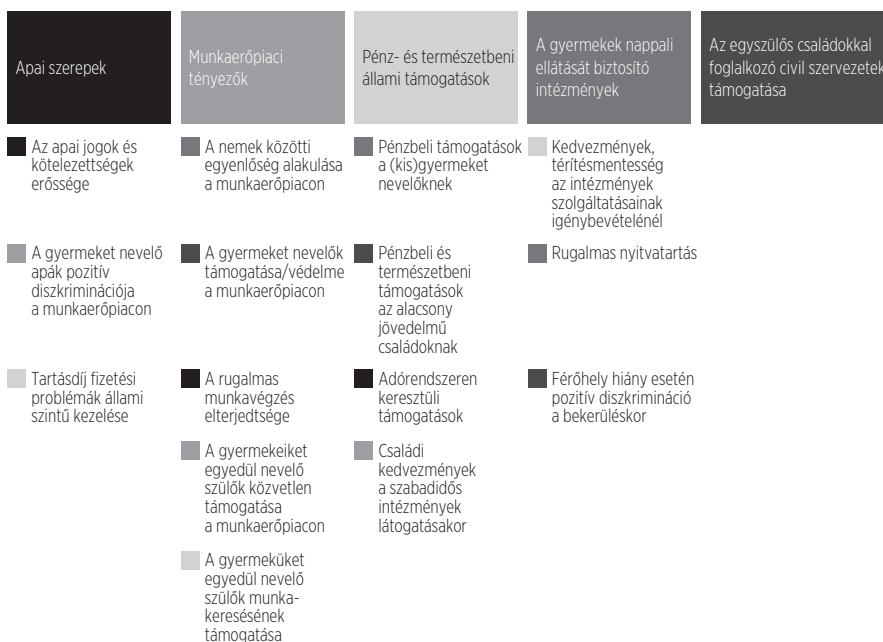 Apai szerepek
Munkaerőpiaci
tényezők
Pénz- és természetbeni
állami támogatások
A gyermekek nappali
ellátását biztosító
intézmények
Az egyszülős családokkal
foglalkozó civil szervezetek
támogatása
Az apai jogok és
kötelezettségek
erőssége
A gyermeket nevelő
apák pozitív
diszkriminációja
a munkaerőpiacon
Tartásdíj fizetési
problémák állami
szintű kezelése
A nemek közötti
egyenlőség alakulása
a munkaerőpiacon
A gyermeket nevelők
támogatása/védelme
a munkaerőpiacon
A rugalmas
munkavégzés
elterjedtsége
A gyermekeiket
egyedül nevelő
szülők közvetlen
támogatása
a munkaerőpiacon
A gyermeküket
egyedül nevelő
szülők munka-
keresésének
támogatása
Pénzbeli támogatások
a (kis)gyermeket
nevelőknek
Pénzbeli és
természetbeni
támogatások
az alacsony
jövedelmű
családoknak
Adórendszeren
keresztüli
támogatások
Családi
kedvezmények
a szabadidős
intézmények
látogatásakor
Kedvezmények,
térítésmentesség
az intézmények
szolgáltatásainak
igénybevételénél
Rugalmas nyitvatartás
Férőhely hiány esetén
pozitív diszkrimináció
a bekerüléskor